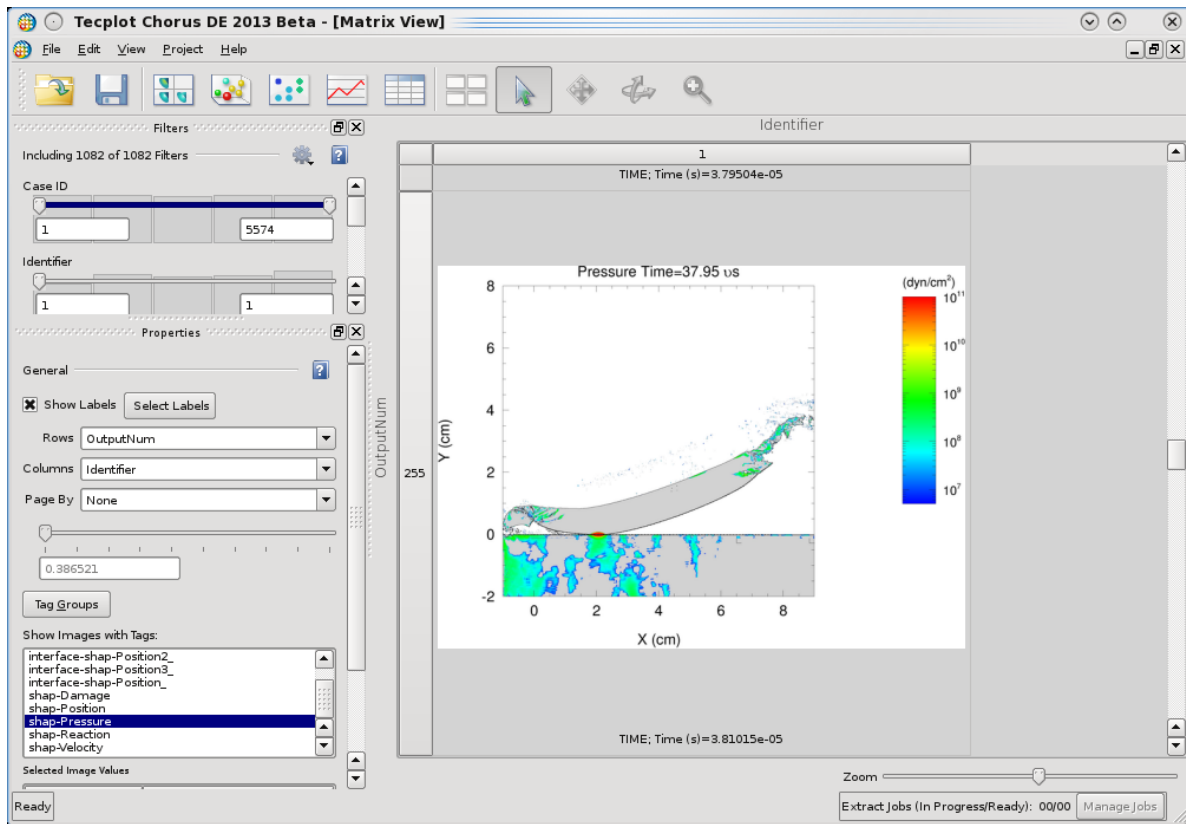 Tecplot Chorus DE 2013 Beta - [Matrix View]
File Edit View Project Help
Filters
Including 1082 of 1082 Filters
Case ID
1 5574
Identifier
1 1
Properties
General
Show Labels Select Labels
Rows OutputNum
Columns Identifier
Page By None
0.386521
Tag Groups
Show Images with Tags:
interface-shap-Position2_
interface-shap-Position3_
interface-shap-Position_
shap-Damage
shap-Position
shap-Pressure
shap-Reaction
shap-Velocity
Selected Image Values
Ready
Identifier
1
TIME; Time (s)=3.79504e-05
OutputNum
255
Pressure Time=37.95 υs
(dyn/cm²)
10¹¹
10¹⁰
10⁹
10⁸
10⁷
Y (cm)
8
6
4
2
0
-2
0 2 4 6 8
X (cm)
TIME; Time (s)=3.81015e-05
Zoom
Extract Jobs (In Progress/Ready): 00/00 Manage Jobs